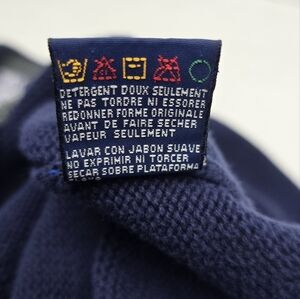 DETERGENT DOUX SEULEMENT
NE PAS TORDRE NI ESSORER
REDONNER FORME ORIGINALE
AVANT DE FAIRE SECHER
VAPEUR SEULEMENT
LAVAR CON JABON SUAVE
NO EXPRIMIR NI TORCER
SECAR SOBRE PLATAFORMA